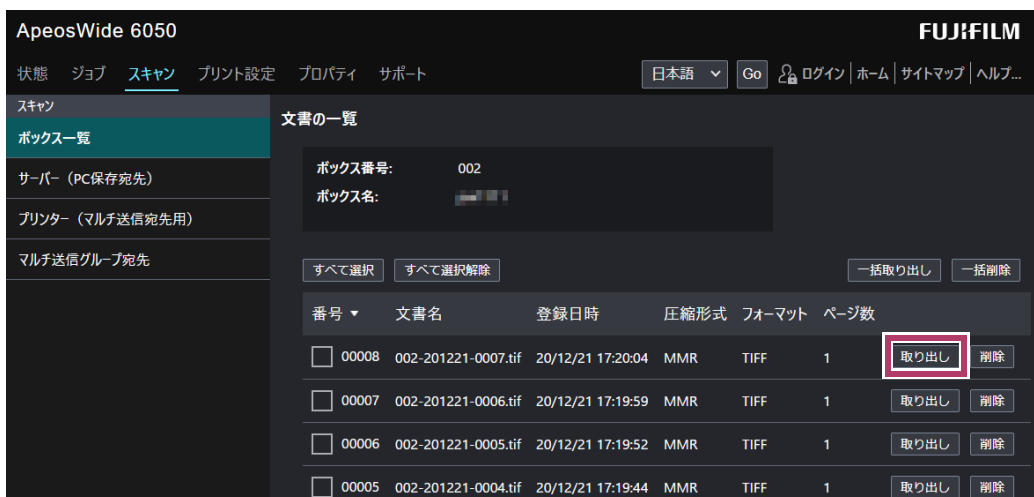 ApeosWide 6050
FUJIFILM
状態 ジョブ スキャン プリント設定 プロパティ サポート 日本語 Go ログイン ホーム サイトマップ ヘルプ...
スキャン
ボックス一覧
サーバー（PC保存宛先）
プリンター（マルチ送信宛先用）
マルチ送信グループ宛先
文書の一覧
ボックス番号: 002
ボックス名:
すべて選択 すべて選択解除 一括取り出し 一括削除
番号 文書名 登録日時 圧縮形式 フォーマット ページ数
00008 002-201221-0007.tif 20/12/21 17:20:04 MMR TIFF 1 取り出し 削除
00007 002-201221-0006.tif 20/12/21 17:19:59 MMR TIFF 1 取り出し 削除
00006 002-201221-0005.tif 20/12/21 17:19:52 MMR TIFF 1 取り出し 削除
00005 002-201221-0004.tif 20/12/21 17:19:44 MMR TIFF 1 取り出し 削除